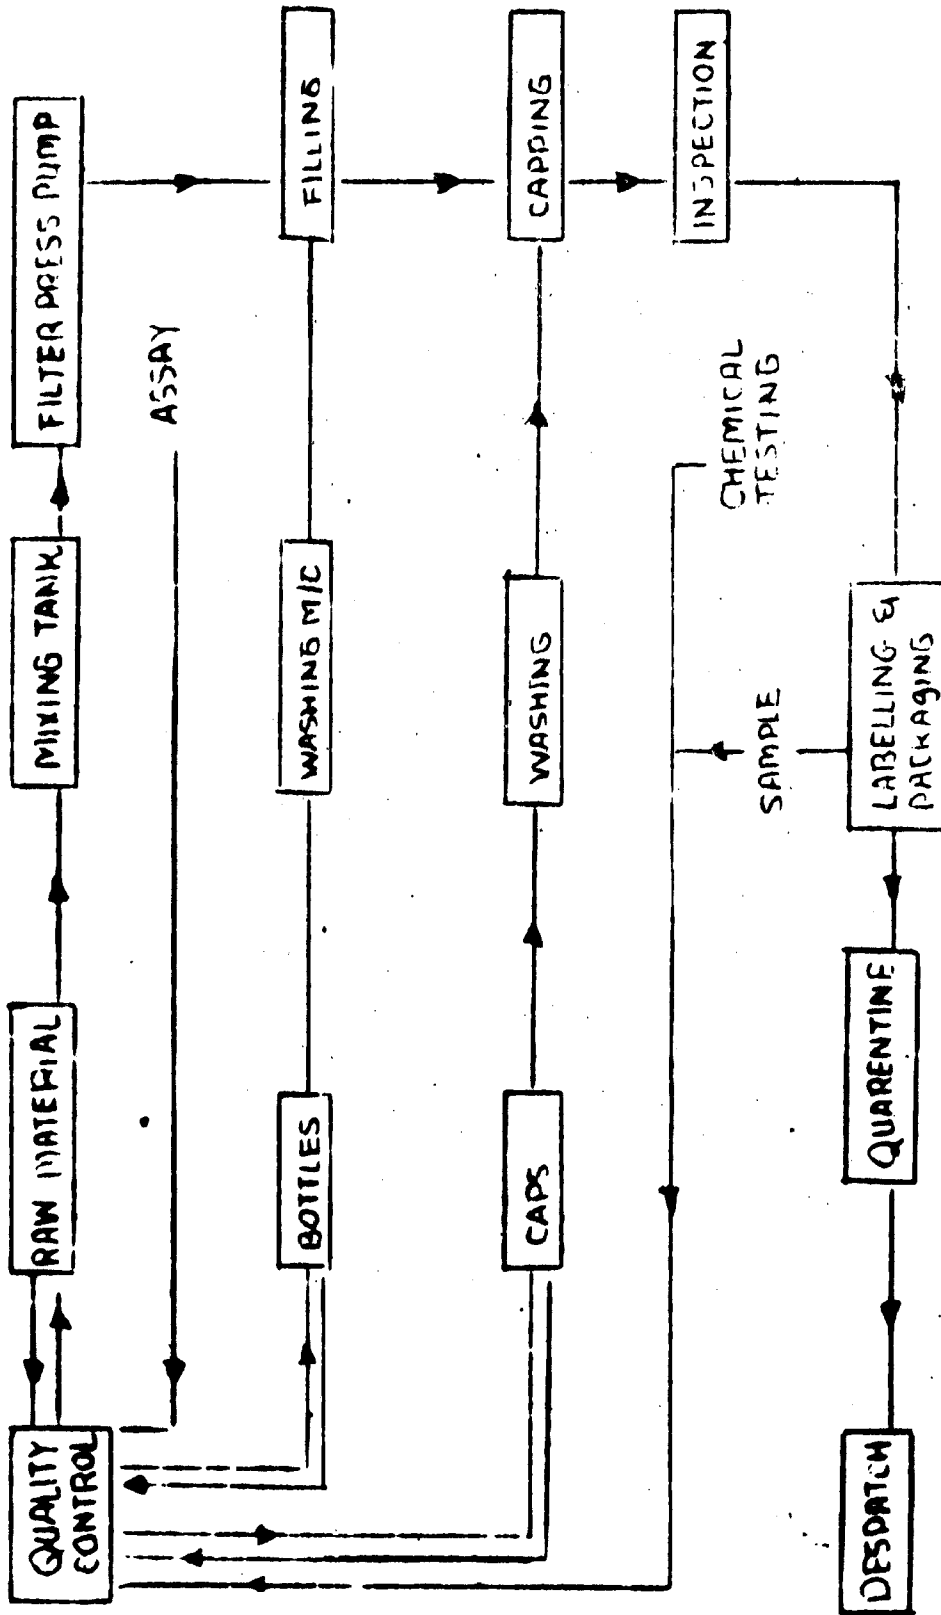 QUALITY
CONTROL
RAW MATERIAL
MIXING TANK
FILTER PRESS PUMP
ASSAY
BOTTLES
WASHING M/C
FILLING
CAPS
WASHING
CAPPING
SAMPLE
CHEMICAL
TESTING
INSPECTION
DESPATCH
QUARENTINE
LABELLING &
PACKAGING